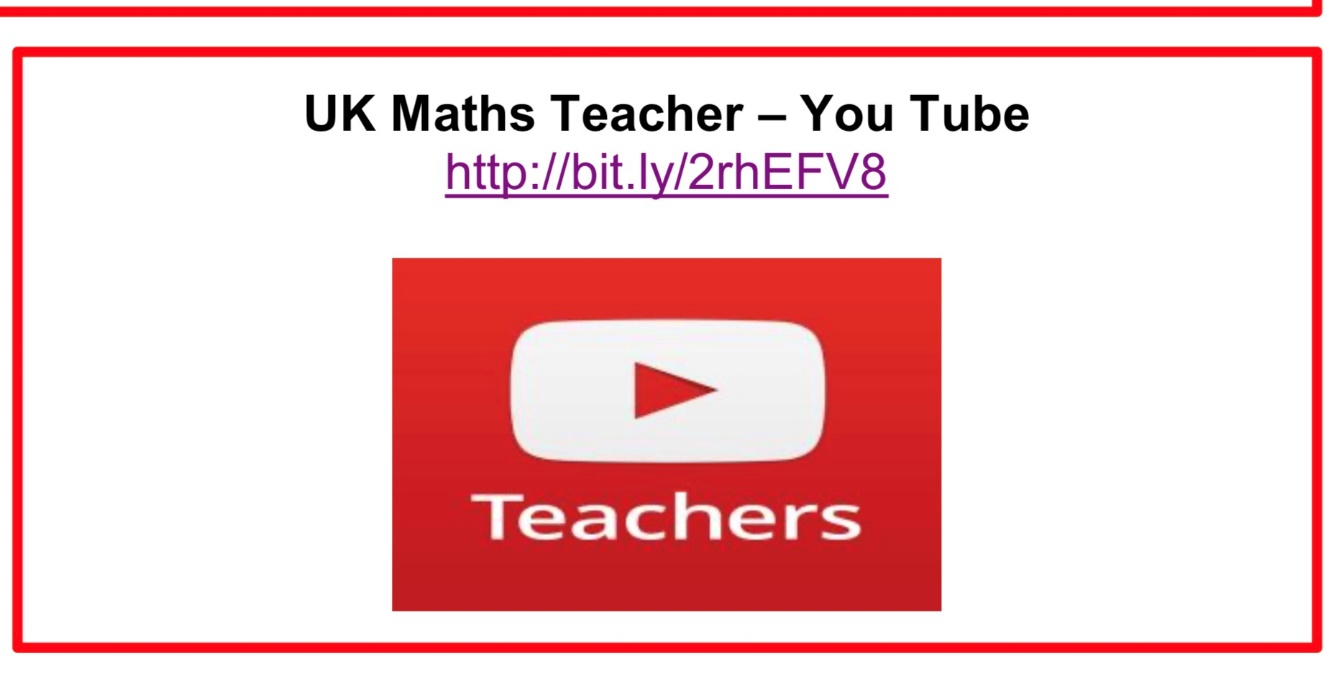 UK Maths Teacher – You Tube
http://bit.ly/2rhEFV8
Teachers